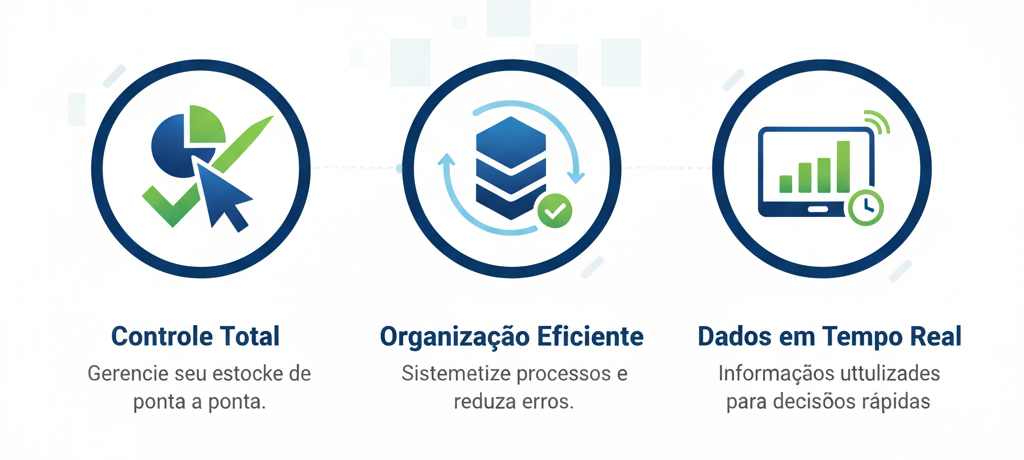 Controle Total
Gerencie seu estocke de
ponta a ponta.
Organização Eficiente
Sistemetize processos e
reduza erros.
Dados em Tempo Real
Informaçãos uttulizades
para decisões rápidas